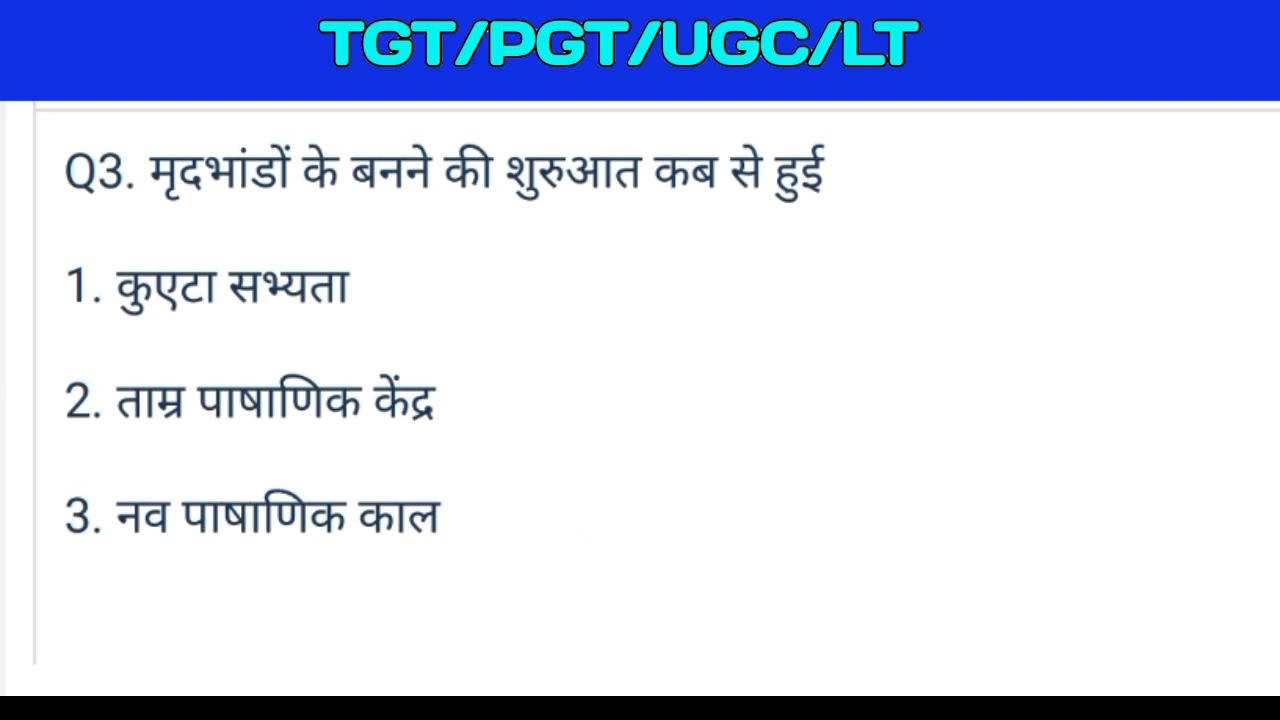 TGT/PGT/UGC/LT
Q3. मृदभांडों के बनने की शुरुआत कब से हुई
1. कुएटा सभ्यता
2. ताम्र पाषाणिक केंद्र
3. नव पाषाणिक काल